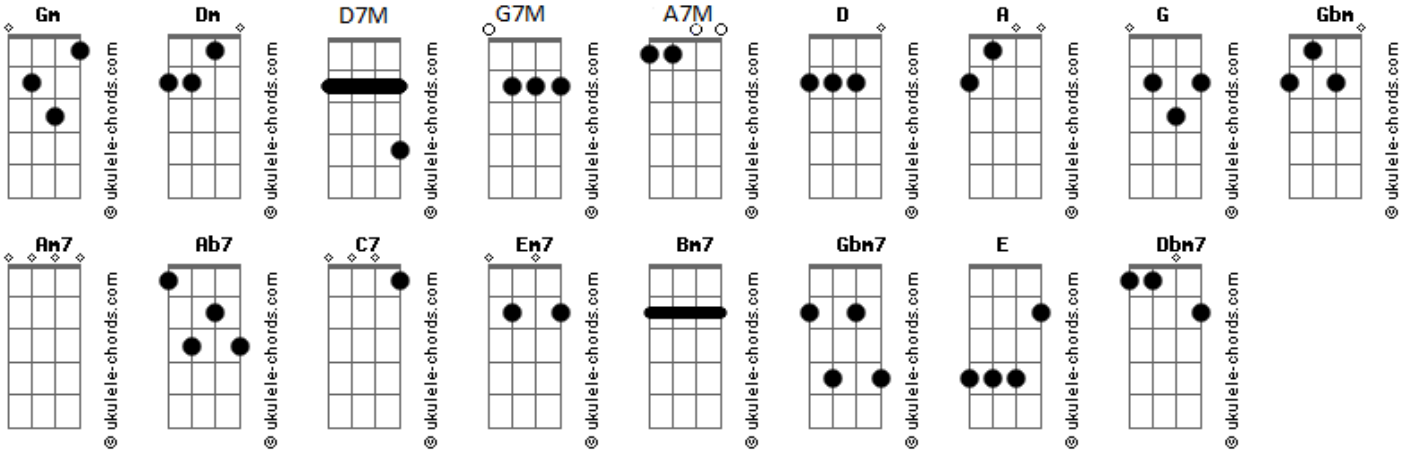 Gm Dm D7M G7M A7M D A G Gbm
© ukulele-chords.com © ukulele-chords.com © ukulele-chords.com © ukulele-chords.com © ukulele-chords.com © ukulele-chords.com © ukulele-chords.com © ukulele-chords.com © ukulele-chords.com
Am7 Ab7 C7 Em7 Bm7 Gbm7 E Dbm7
© ukulele-chords.com © ukulele-chords.com © ukulele-chords.com © ukulele-chords.com © ukulele-chords.com © ukulele-chords.com © ukulele-chords.com © ukulele-chords.com